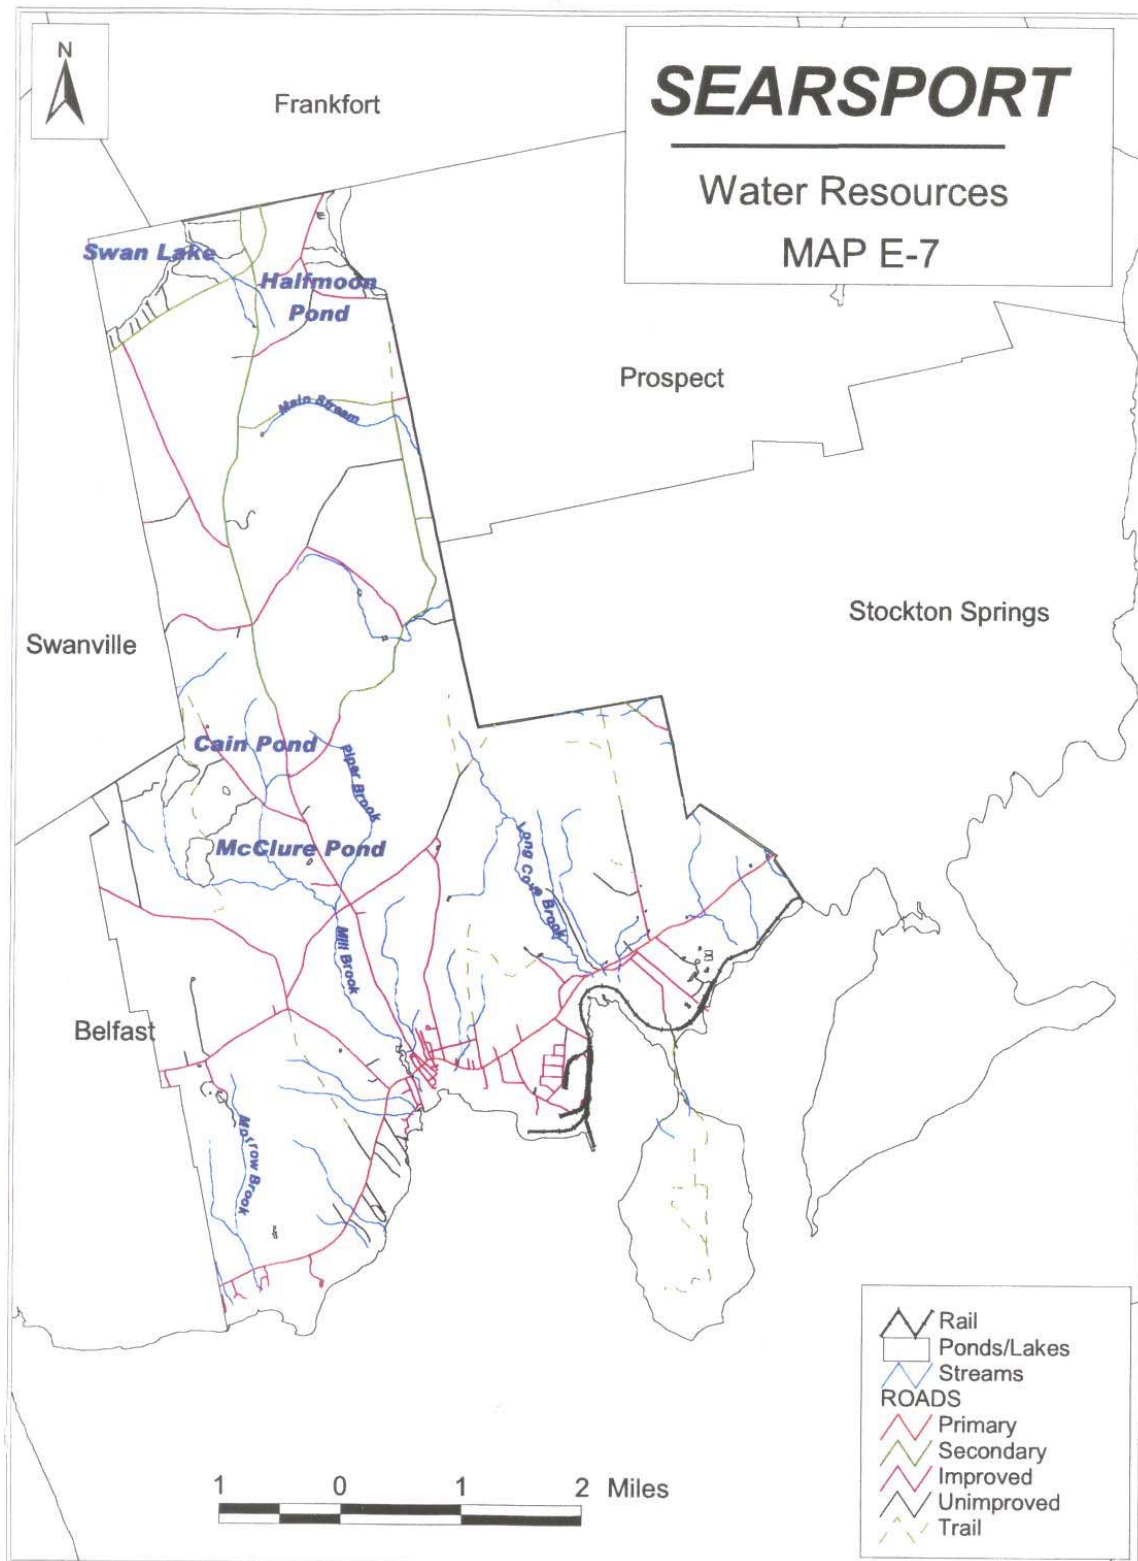 N
Frankfort
SEARSPORT
Water Resources
MAP E-7
Swan Lake
Halfmoon
Pond
Prospect
Main Stream
Stockton Springs
Swanville
Cain Pond
Piper Brook
McClure Pond
Long Cove Brook
Mill Brook
Belfast
Morrow Brook
Rail
Ponds/Lakes
Streams
ROADS
Primary
Secondary
Improved
Unimproved
Trail
1 0 1 2 Miles